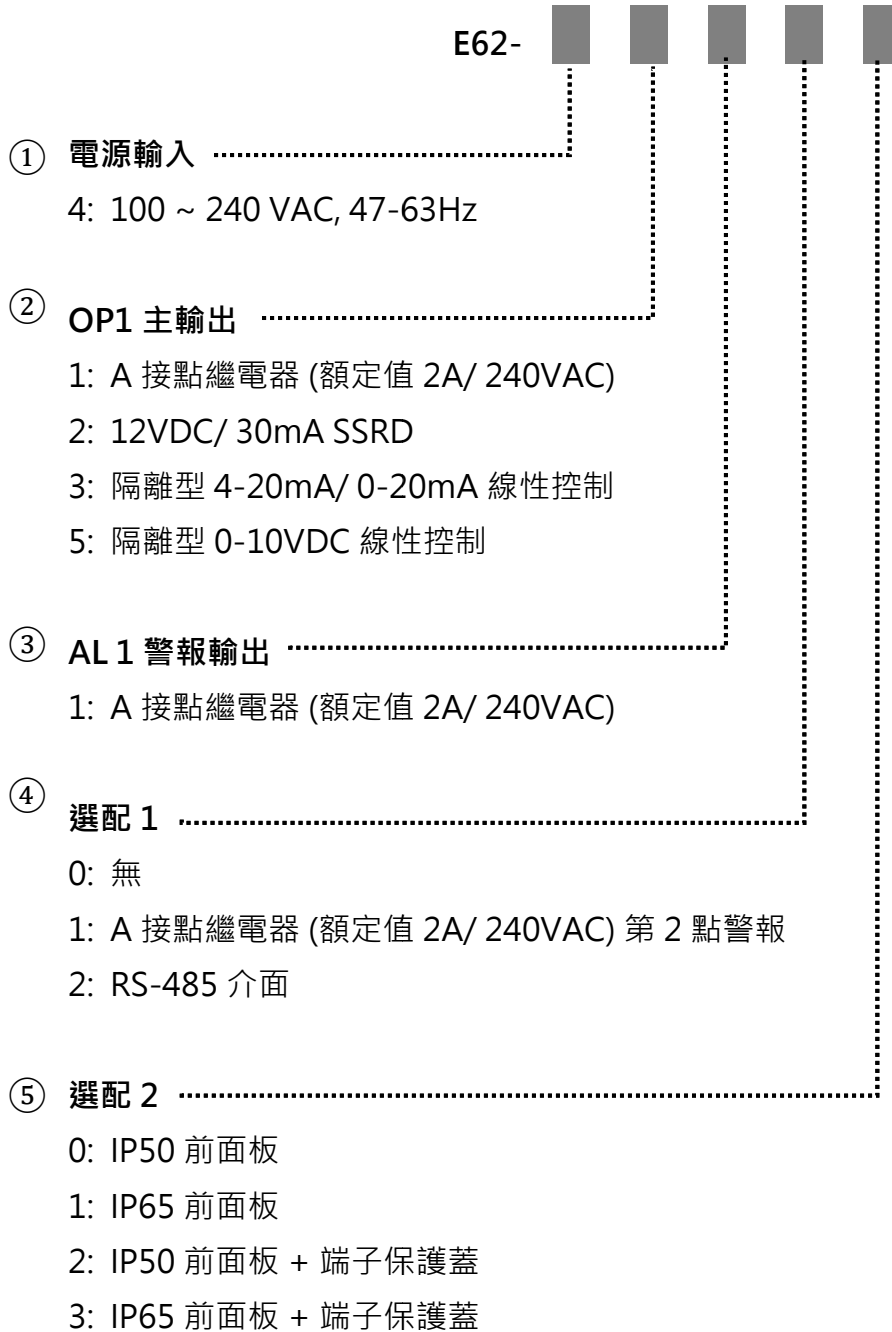 E62-
① 電源輸入
4: 100 ~ 240 VAC, 47-63Hz
② OP1 主輸出
1: A 接點繼電器 (額定值 2A/ 240VAC)
2: 12VDC/ 30mA SSRD
3: 隔離型 4-20mA/ 0-20mA 線性控制
5: 隔離型 0-10VDC 線性控制
③ AL 1 警報輸出
1: A 接點繼電器 (額定值 2A/ 240VAC)
④ 選配 1
0: 無
1: A 接點繼電器 (額定值 2A/ 240VAC) 第 2 點警報
2: RS-485 介面
⑤ 選配 2
0: IP50 前面板
1: IP65 前面板
2: IP50 前面板 + 端子保護蓋
3: IP65 前面板 + 端子保護蓋